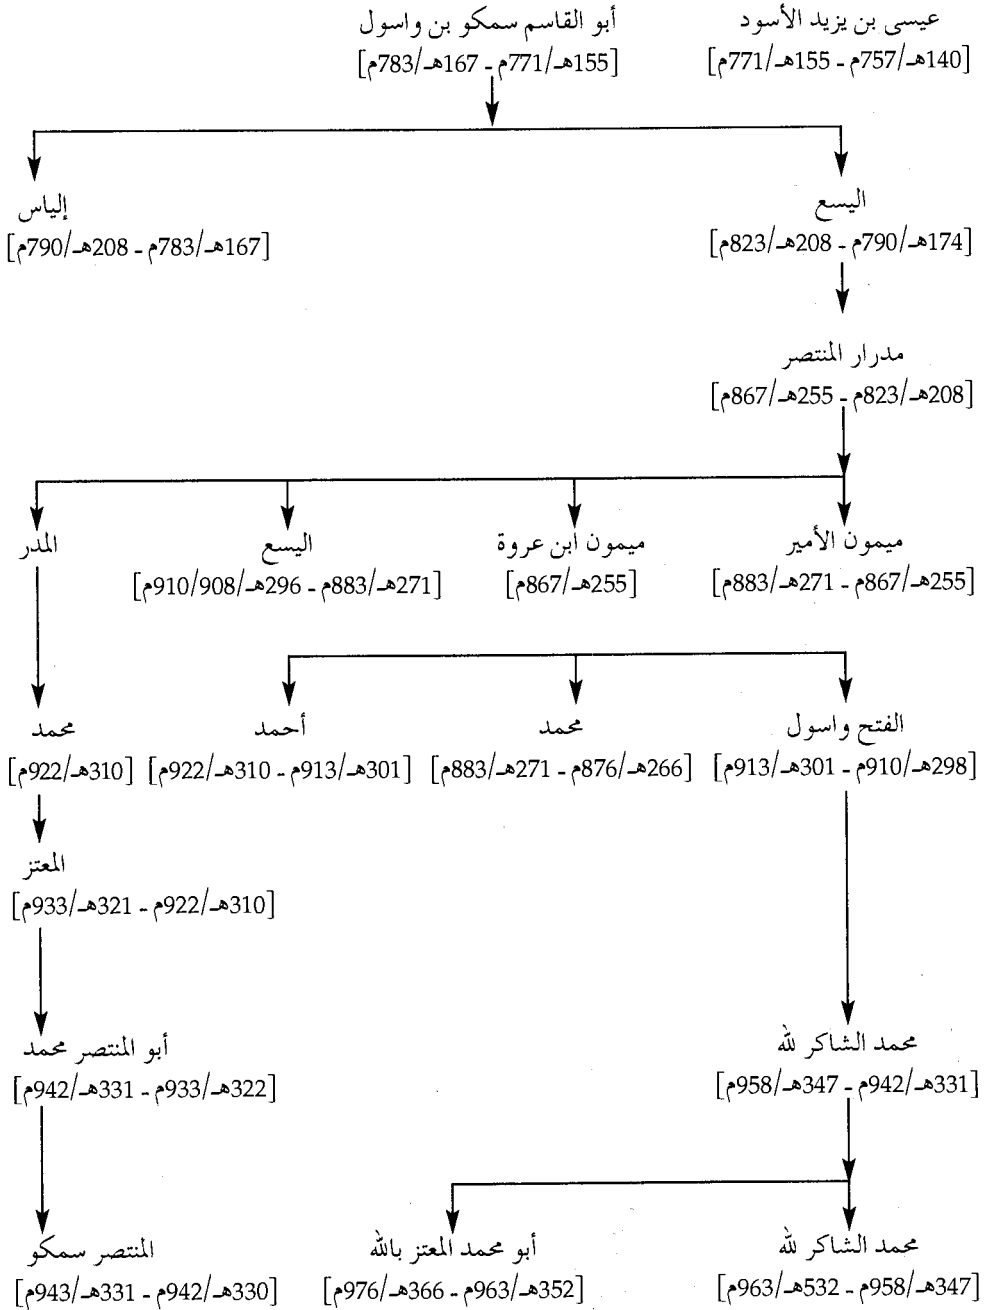 عيسى بن يزيد الأسود
[140هـ/757م - 155هـ/771م]
أبو القاسم سمكو بن واسول
[155هـ/771م - 167هـ/783م]
اليسع
[174هـ/790م - 208هـ/823م]
إلياس
[167هـ/783م - 208هـ/790م]
مدرار المنتصر
[208هـ/823م - 255هـ/867م]
ميمون الأمير
[255هـ/867م - 271هـ/883م]
ميمون ابن عروة
[255هـ/867م]
اليسع
[271هـ/883م - 296هـ/910/908م]
المدر
الفتح واسول
[298هـ/910م - 301هـ/913م]
محمد
[266هـ/876م - 271هـ/883م]
أحمد
[301هـ/913م - 310هـ/922م]
محمد
[310هـ/922م]
المعتز
[310هـ/922م - 321هـ/933م]
محمد الشاكر لله
[331هـ/942م - 347هـ/958م]
أبو المنتصر محمد
[322هـ/933م - 331هـ/942م]
محمد الشاكر لله
[347هـ/958م - 532هـ/963م]
أبو محمد المعتز بالله
[352هـ/963م - 366هـ/976م]
المنتصر سمكو
[330هـ/942م - 331هـ/943م]